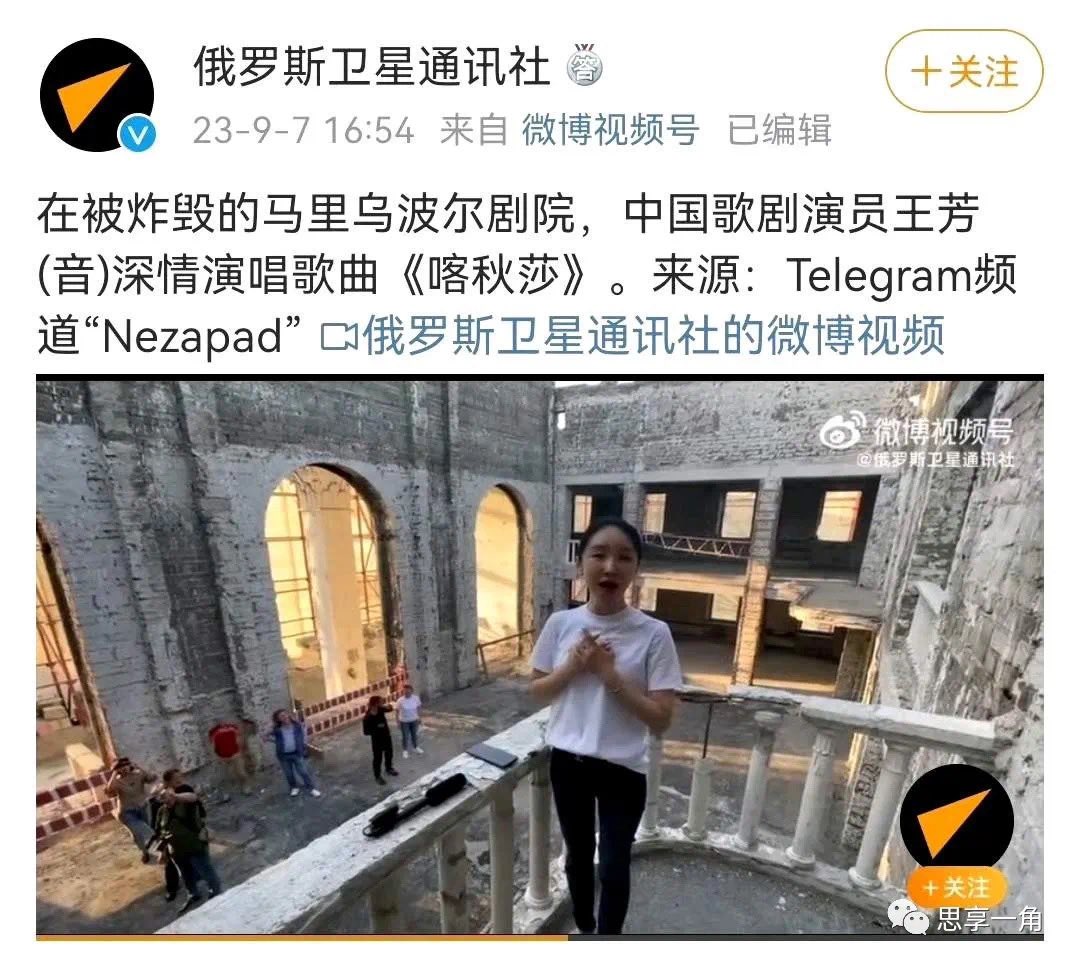 俄罗斯卫星通讯社
答
+关注
23-9-7 16:54 来自 微博视频号 已编辑
在被炸毁的马里乌波尔剧院，中国歌剧演员王芳
(音)深情演唱歌曲《喀秋莎》。来源：Telegram频
道“Nezapad” 俄罗斯卫星通讯社的微博视频
微博视频号
@俄罗斯卫星通讯社
+关注
思享一角